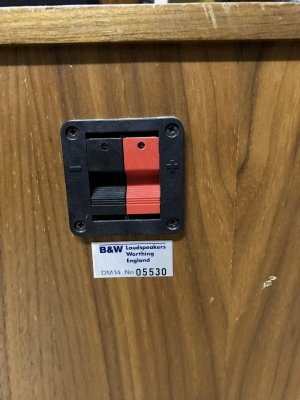 - +
B&W Loudspeakers
Worthing
England
DM14 No 05530